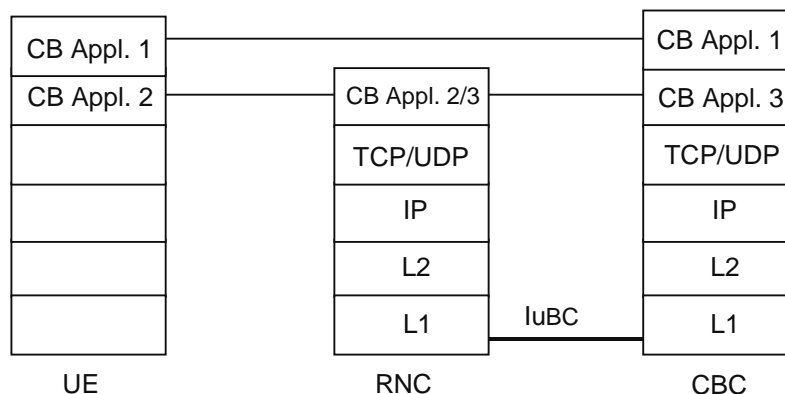 CB Appl. 1
CB Appl. 1
CB Appl. 2
CB Appl. 2/3
CB Appl. 3
TCP/UDP
TCP/UDP
IP
IP
L2
L2
L1
IuBC
L1
UE
RNC
CBC